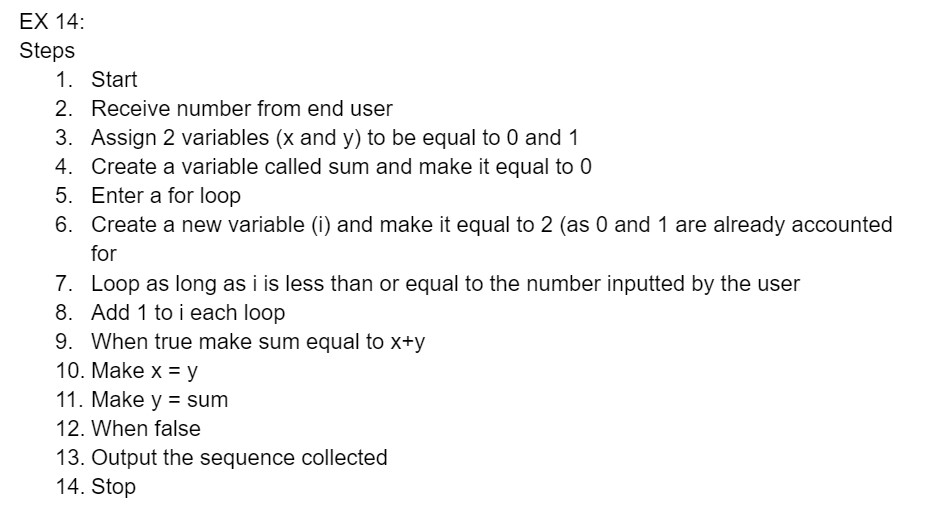 EX 14:
Steps
1. Start
2. Receive number from end user
3. Assign 2 variables (x and y) to be equal to 0 and 1
4. Create a variable called sum and make it equal to 0
5. Enter a for loop
6. Create a new variable (i) and make it equal to 2 (as 0 and 1 are already accounted
for
7. Loop as long as i is less than or equal to the number inputted by the user
8. Add 1 to i each loop
9. When true make sum equal to x+y
10. Make x = y
11. Make y = sum
12. When false
13. Output the sequence collected
14. Stop